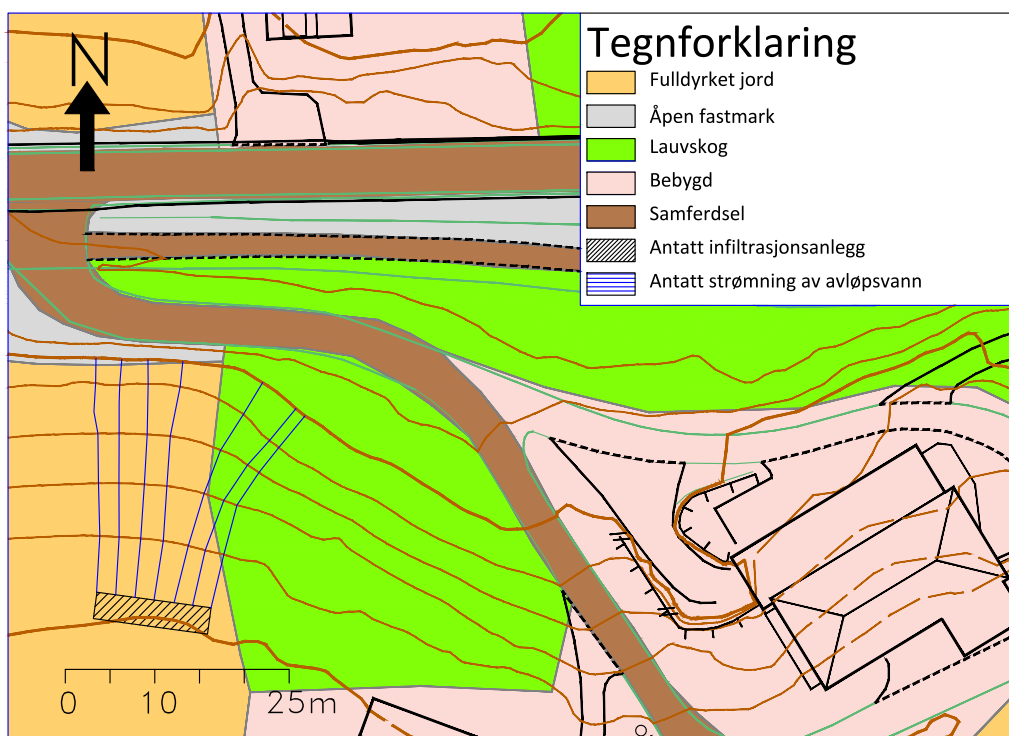 N
Tegnforklaring
Fulldyrket jord
Åpen fastmark
Lauvskog
Bebygd
Samferdsel
Antatt infiltrasjonsanlegg
Antatt strømning av avløpsvann
0 10 25m